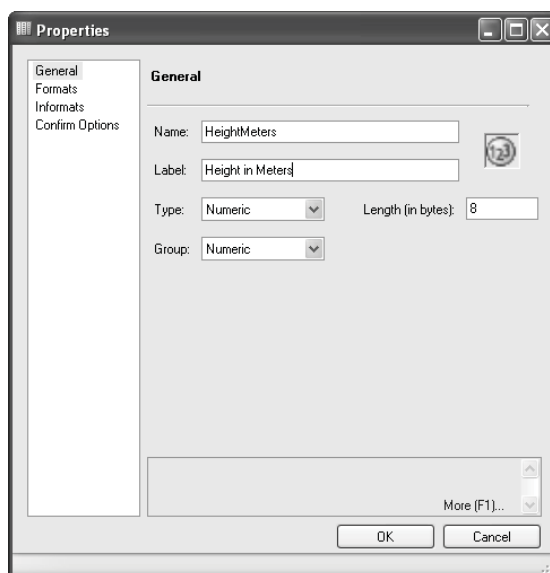 Properties
General
Formats
Informats
Confirm Options
General
Name: HeightMeters
Label: Height in Meters
Type: Numeric Length (in bytes): 8
Group: Numeric
123
More (F1)...
OK Cancel